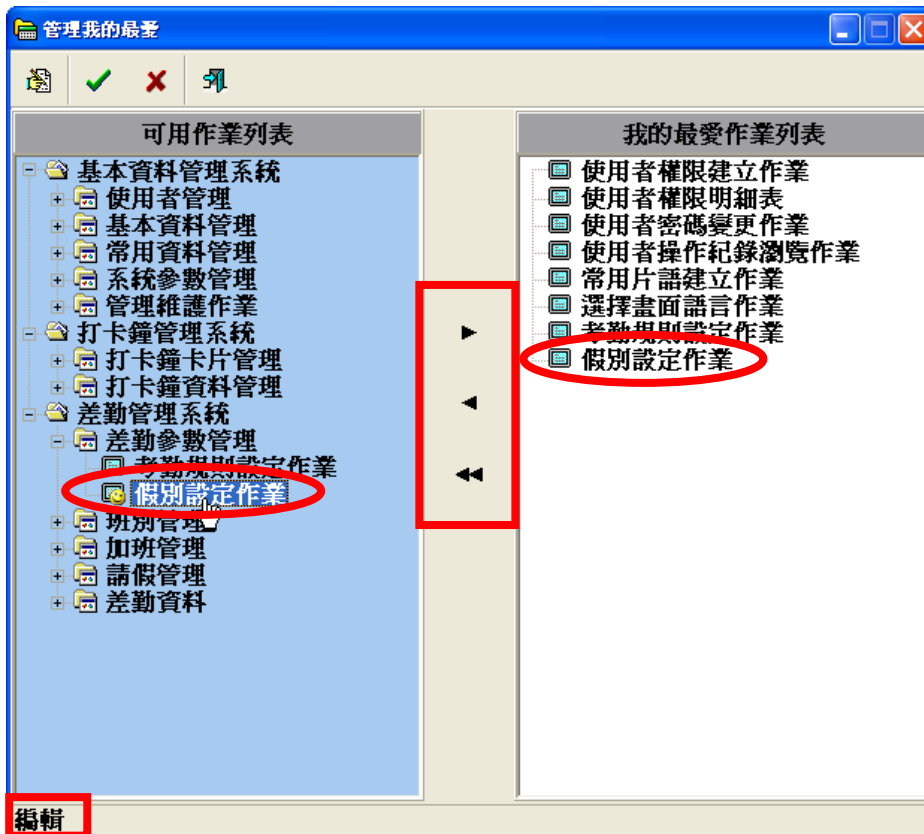 管理我的最愛
可用作業列表
基本資料管理系統
使用者管理
基本資料管理
常用資料管理
系統參數管理
管理維護作業
打卡鐘管理系統
打卡鐘卡片管理
打卡鐘資料管理
差勤管理系統
差勤參數管理
考勤規則設定作業
假別設定作業
班別管理
加班管理
請假管理
差勤資料
我的最愛作業列表
使用者權限建立作業
使用者權限明細表
使用者密碼變更作業
使用者操作紀錄瀏覽作業
常用片語建立作業
選擇畫面語言作業
考勤規則設定作業
假別設定作業
編輯